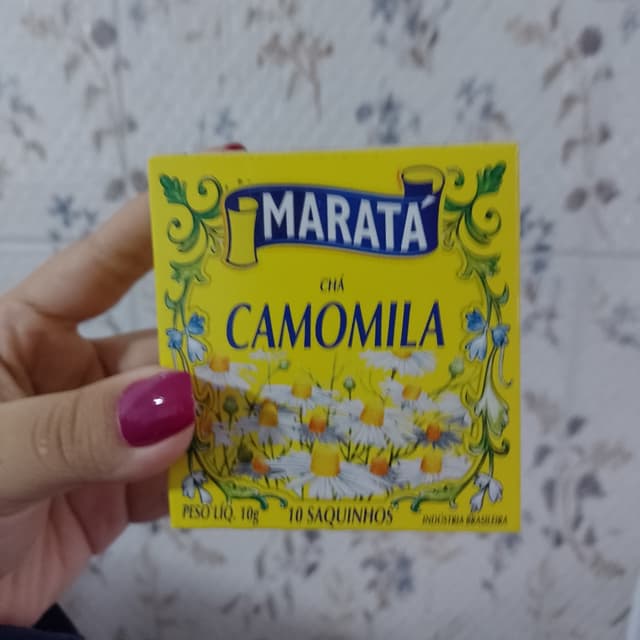 MARATÁ
CHÁ
CAMOMILA
PESO LÍQ. 10g 10 SAQUINHOS INDÚSTRIA BRASILEIRA